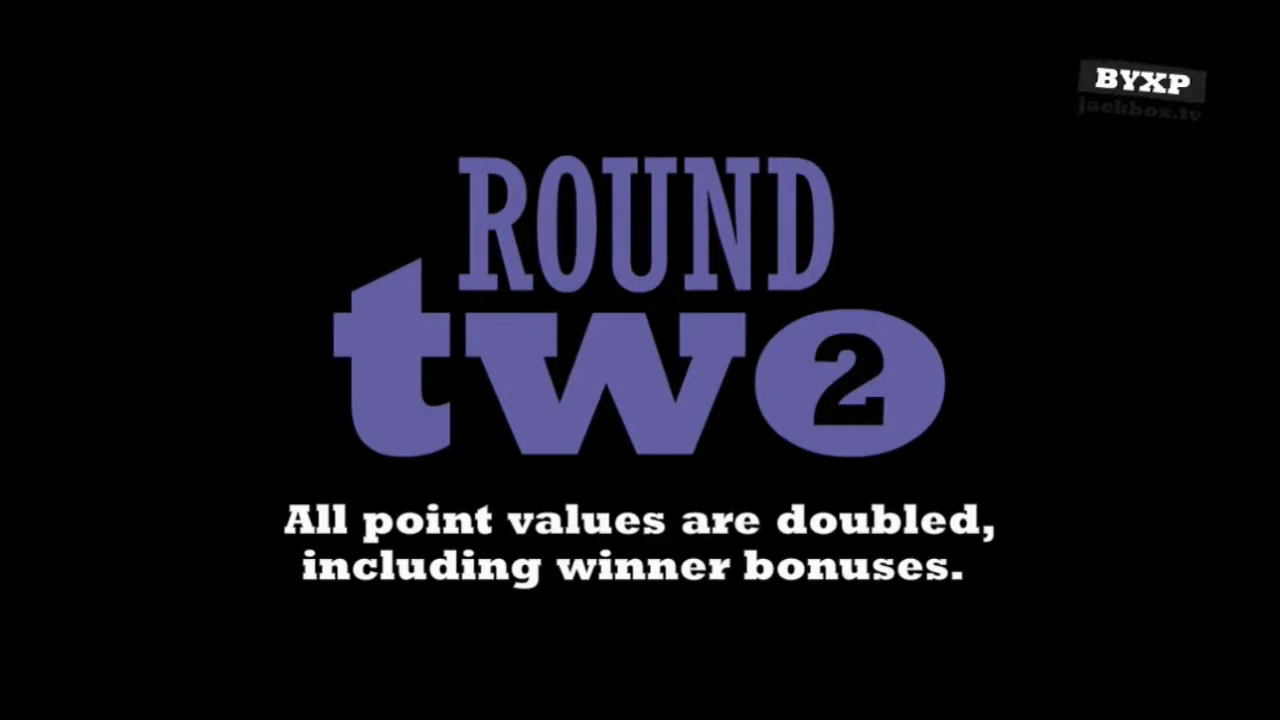 BYXP
jackbox.tv
ROUND
two
2
All point values are doubled,
including winner bonuses.